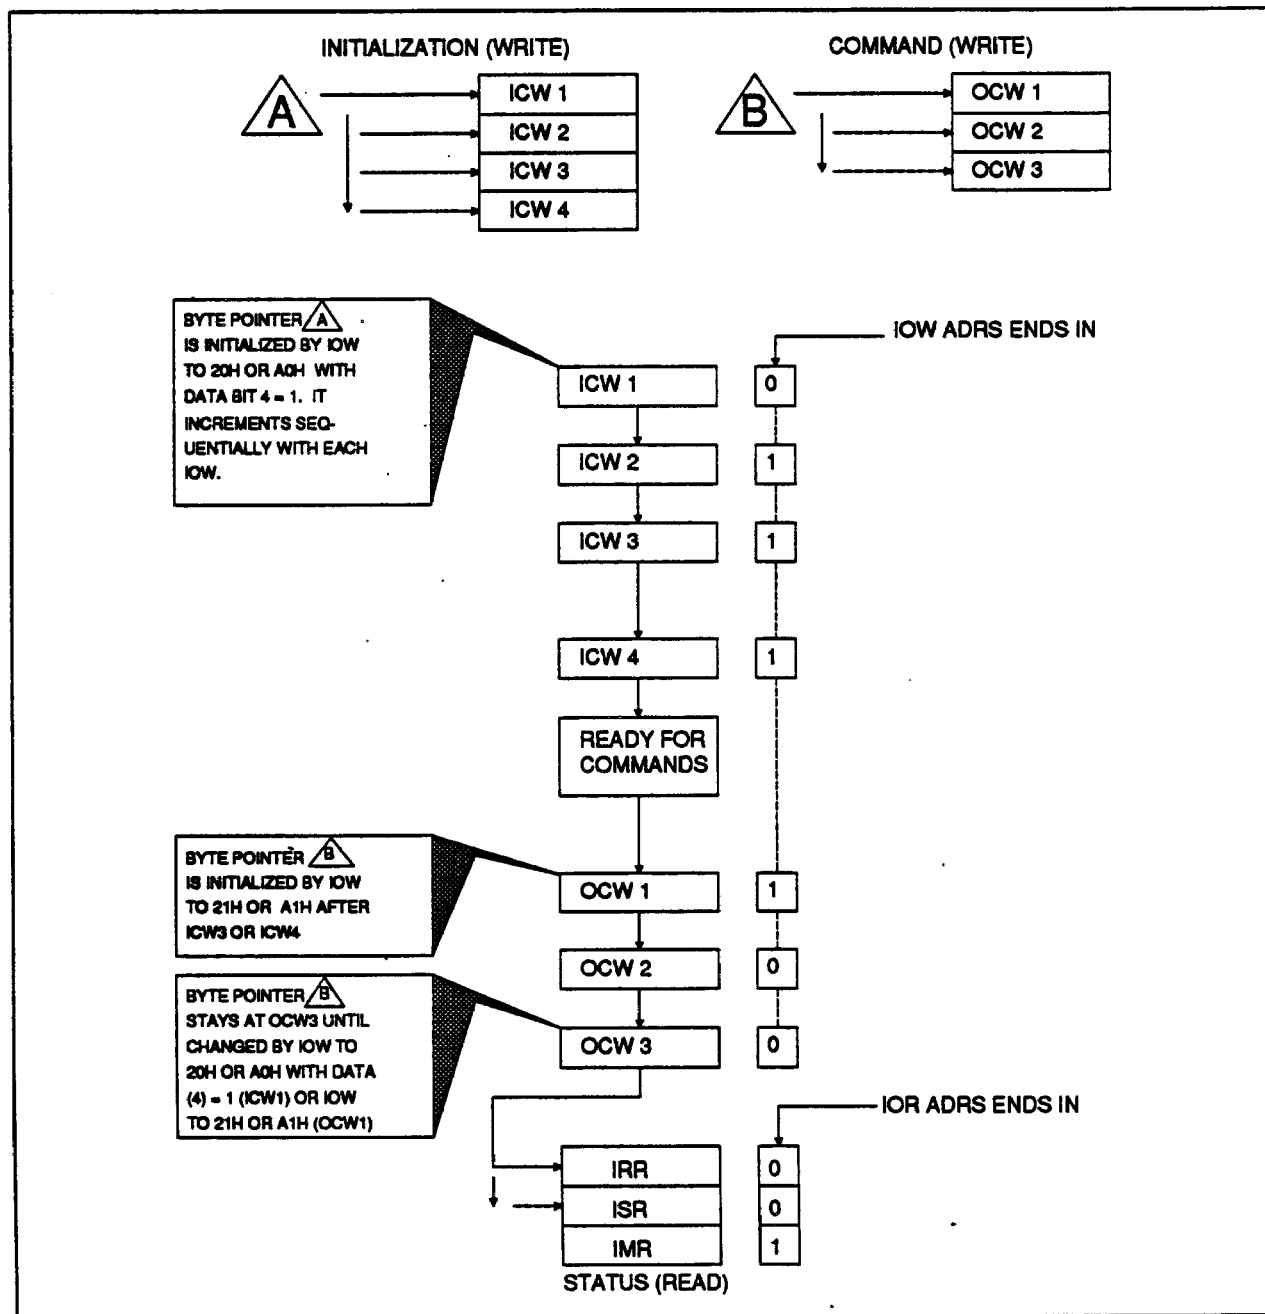 INITIALIZATION (WRITE)
COMMAND (WRITE)
A
ICW 1
ICW 2
ICW 3
ICW 4
B
OCW 1
OCW 2
OCW 3
BYTE POINTER A
IS INITIALIZED BY IOW
TO 20H OR A0H WITH
DATA BIT 4 = 1. IT
INCREMENTS SEQ-
UENTIALLY WITH EACH
IOW.
IOW ADRS ENDS IN
ICW 1 0
ICW 2 1
ICW 3 1
ICW 4 1
READY FOR
COMMANDS
BYTE POINTER B
IS INITIALIZED BY IOW
TO 21H OR A1H AFTER
ICW3 OR ICW4
OCW 1 1
OCW 2 0
BYTE POINTER B
STAYS AT OCW3 UNTIL
CHANGED BY IOW TO
20H OR A0H WITH DATA
(4) = 1 (ICW1) OR IOW
TO 21H OR A1H (OCW1)
OCW 3 0
IOR ADRS ENDS IN
IRR 0
ISR 0
IMR 1
STATUS (READ)